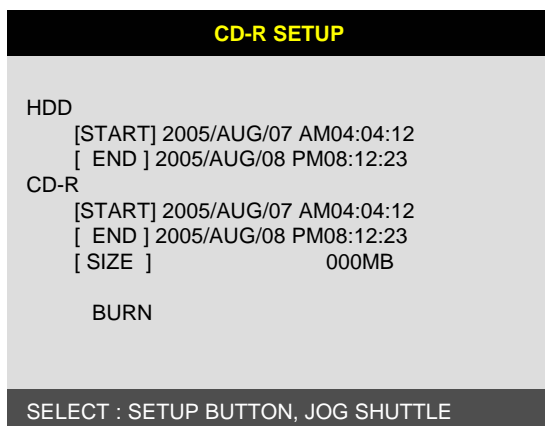 CD-R SETUP
HDD
[START] 2005/AUG/07 AM04:04:12
[ END ] 2005/AUG/08 PM08:12:23
CD-R
[START] 2005/AUG/07 AM04:04:12
[ END ] 2005/AUG/08 PM08:12:23
[ SIZE ] 000MB
BURN
SELECT : SETUP BUTTON, JOG SHUTTLE